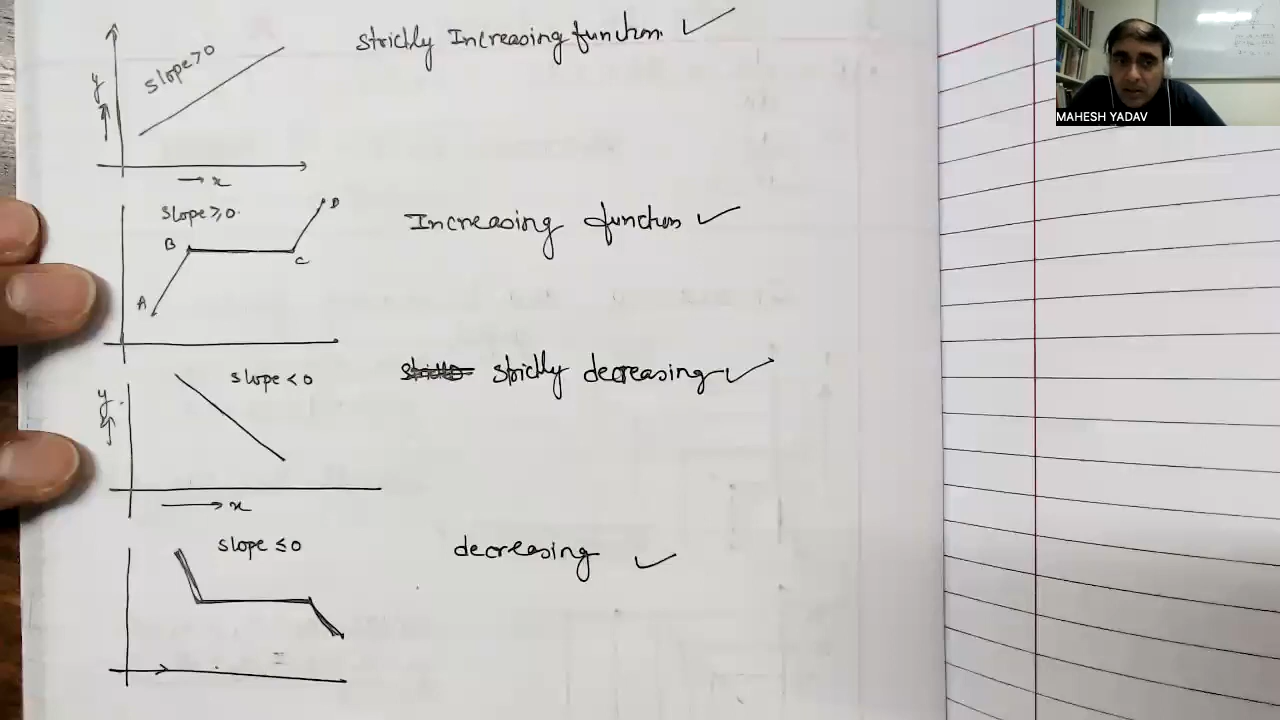 strictly Increasing function ✓
slope>0
y
→ x
slope ≥ 0.
Increasing function ✓
B
D
C
A
slope < 0
strictly decreasing ✓
y
→ x
slope ≤ 0
decreasing ✓
MAHESH YADAV